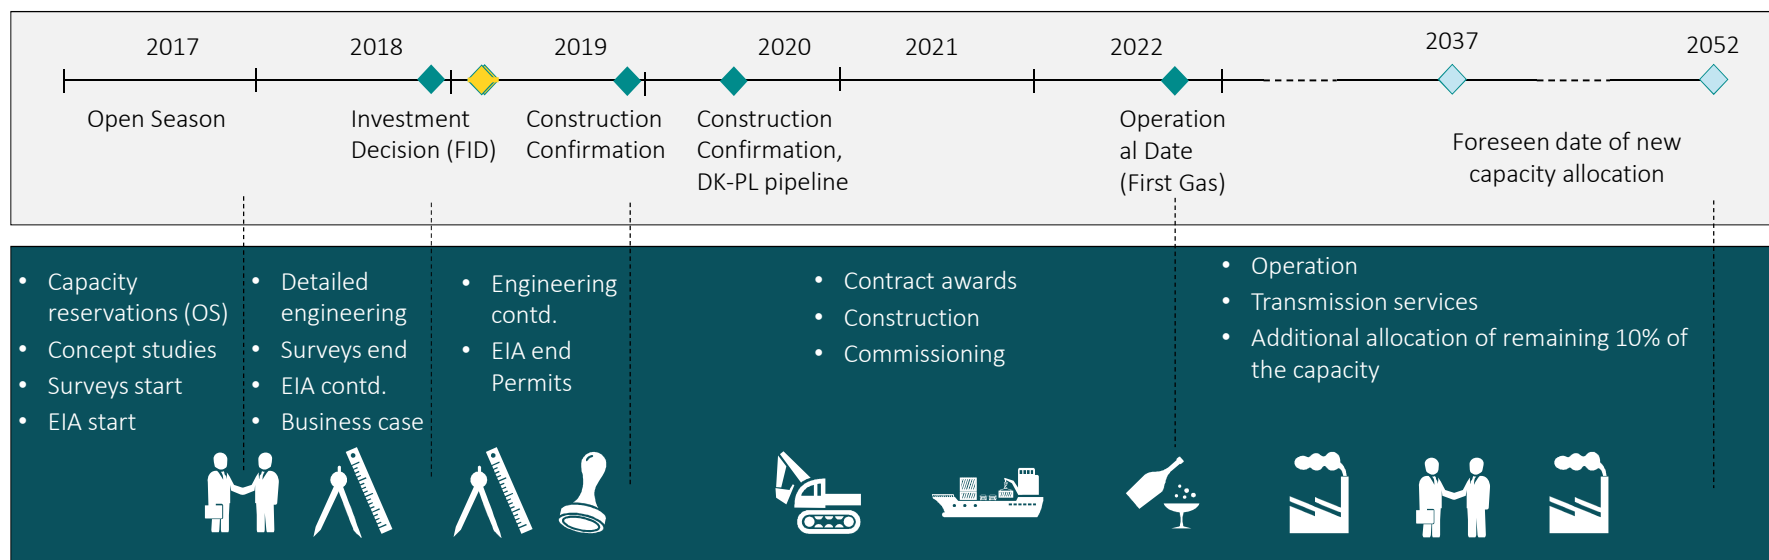 2017
2018
2019
2020
2021
2022
2037
2052
Open Season
Investment
Decision (FID)
Construction
Confirmation
Construction
Confirmation,
DK-PL pipeline
Operation
al Date
(First Gas)
Foreseen date of new
capacity allocation
• Capacity
reservations (OS)
• Concept studies
• Surveys start
• EIA start
• Detailed
engineering
• Surveys end
• EIA contd.
• Business case
• Engineering
contd.
• EIA end
Permits
• Contract awards
• Construction
• Commissioning
• Operation
• Transmission services
• Additional allocation of remaining 10% of
the capacity